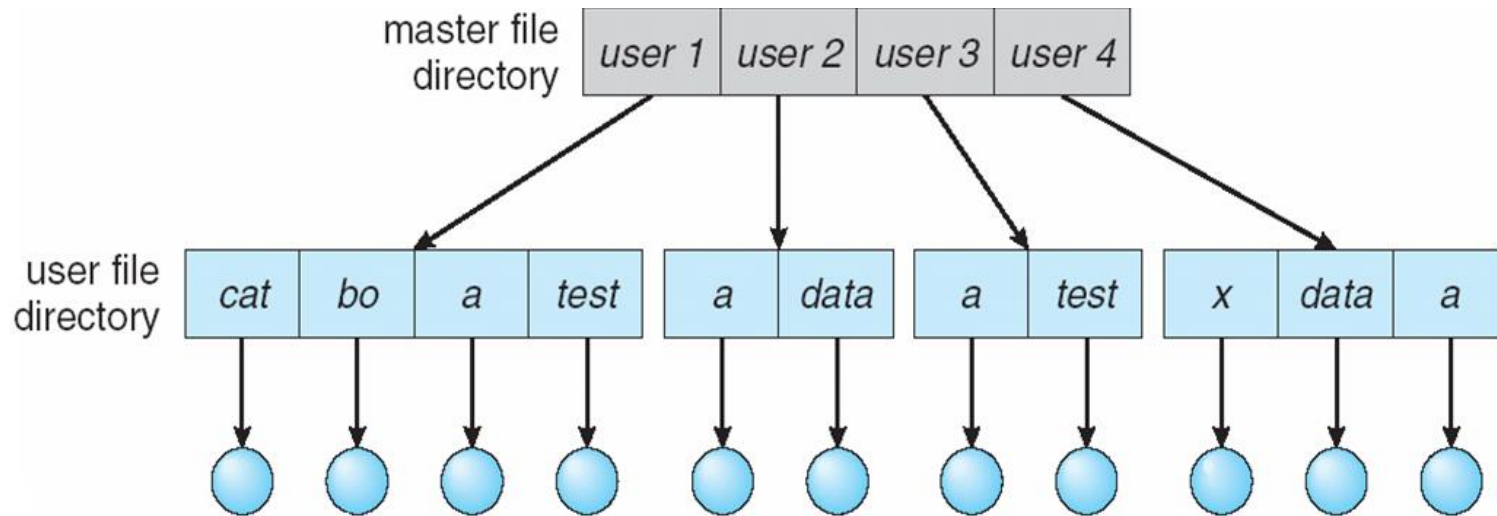 master file
directory
user 1 user 2 user 3 user 4
user file
directory
cat bo a test a data a test x data a